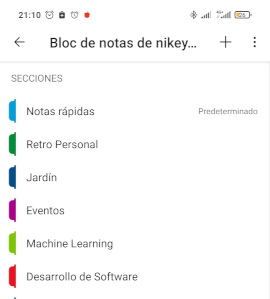 21:10
Bloc de notas de nikey...
SECCIONES
Notas rápidas
Predeterminado
Retro Personal
Jardín
Eventos
Machine Learning
Desarrollo de Software